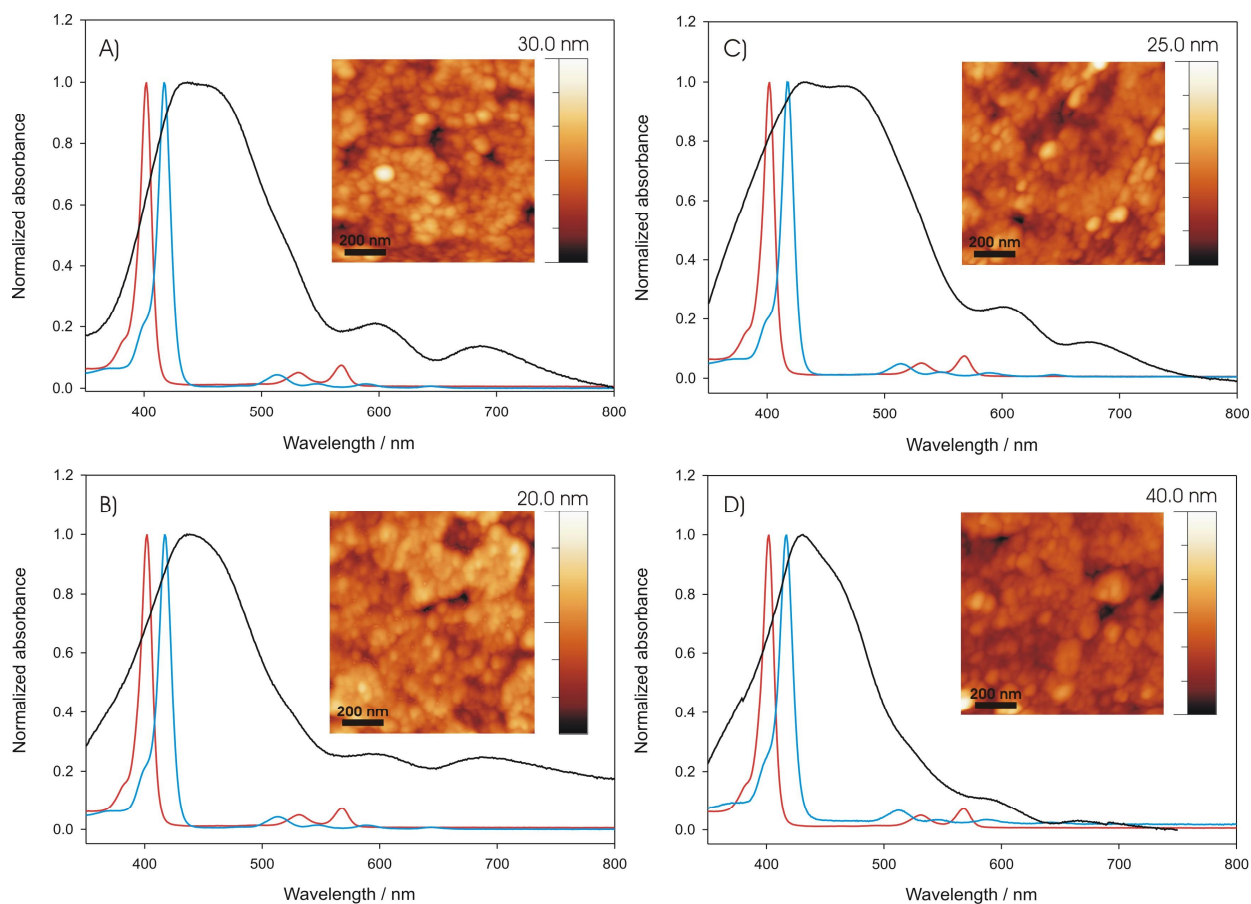 A)
30.0 nm
200 nm
1.2
1.0
0.8
0.6
0.4
0.2
0.0
Normalized absorbance
400 500 600 700 800
Wavelength / nm
C)
25.0 nm
200 nm
1.2
1.0
0.8
0.6
0.4
0.2
0.0
Normalized absorbance
400 500 600 700 800
Wavelength / nm
B)
20.0 nm
200 nm
1.2
1.0
0.8
0.6
0.4
0.2
0.0
Normalized absorbance
400 500 600 700 800
Wavelength / nm
D)
40.0 nm
200 nm
1.2
1.0
0.8
0.6
0.4
0.2
0.0
Normalized absorbance
400 500 600 700 800
Wavelength / nm